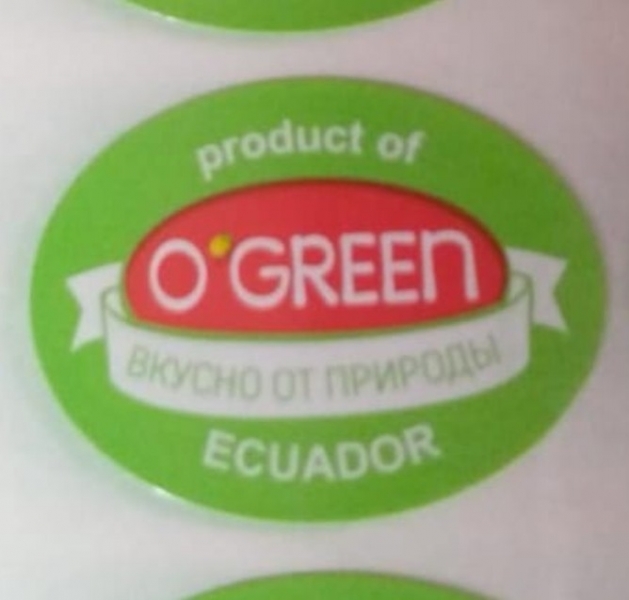 product of
O'GREEN
ВКУСНО ОТ ПРИРОДЫ
ECUADOR